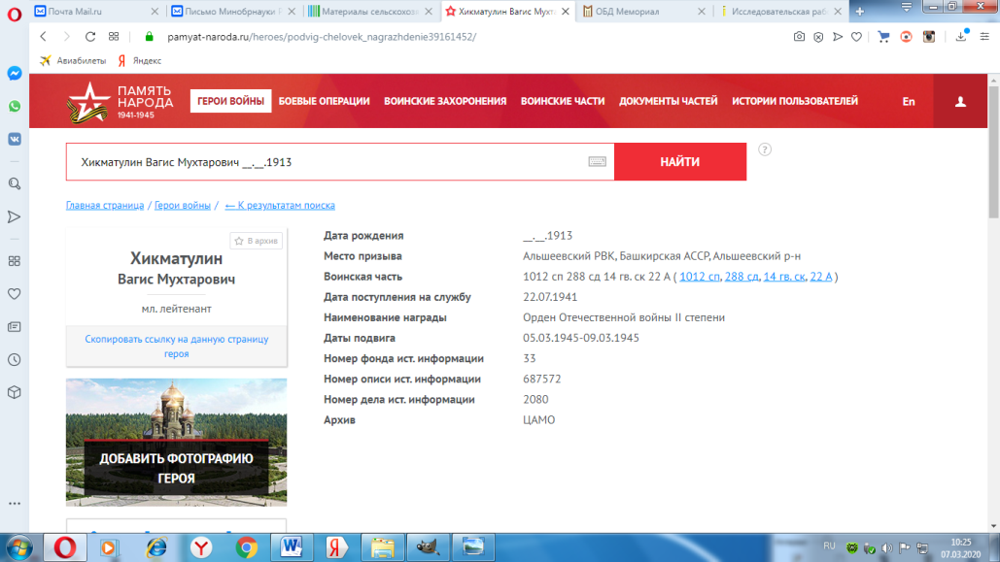 Почта Mail.ru
Письмо Минобрнауки Р
Материалы сельскохоз
Хикматулин Вагис Мухт
ОБД Мемориал
Исследовательская раб
pamyat-naroda.ru/heroes/podvig-chelovek_nagrazhdenie39161452/
Авиабилеты
Яндекс
ПАМЯТЬ
НАРОДА
1941-1945
ГЕРОИ ВОЙНЫ
БОЕВЫЕ ОПЕРАЦИИ
ВОИНСКИЕ ЗАХОРОНЕНИЯ
ВОИНСКИЕ ЧАСТИ
ДОКУМЕНТЫ ЧАСТЕЙ
ИСТОРИИ ПОЛЬЗОВАТЕЛЕЙ
En
Хикматулин Вагис Мухтарович __.__.1913
НАЙТИ
?
Главная страница / Герои войны / ← К результатам поиска
В архив
Хикматулин
Вагис Мухтарович
мл. лейтенант
Скопировать ссылку на данную страницу
героя
ДОБАВИТЬ ФОТОГРАФИЮ
ГЕРОЯ
Дата рождения __.__.1913
Место призыва Альшеевский РВК, Башкирская АССР, Альшеевский р-н
Воинская часть 1012 сп 288 сд 14 гв. ск 22 А ( 1012 сп, 288 сд, 14 гв. ск, 22 А )
Дата поступления на службу 22.07.1941
Наименование награды Орден Отечественной войны II степени
Даты подвига 05.03.1945-09.03.1945
Номер фонда ист. информации 33
Номер описи ист. информации 687572
Номер дела ист. информации 2080
Архив ЦАМО
RU
10:25
07.03.2020